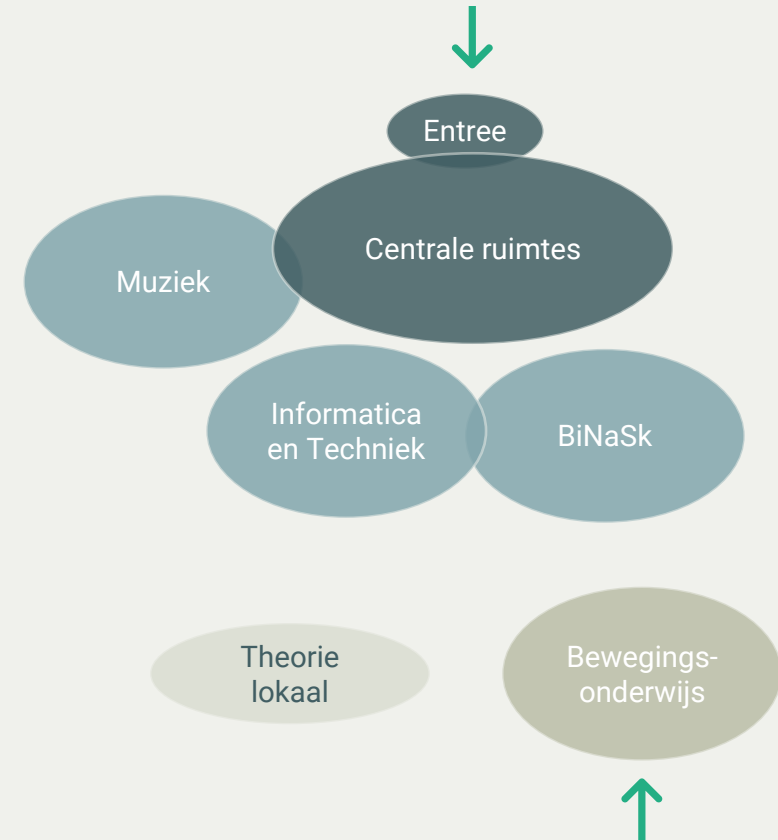 Entree
Centrale ruimtes
Muziek
Informatica
en Techniek
BiNaSk
Theorie
lokaal
Bewegings-
onderwijs